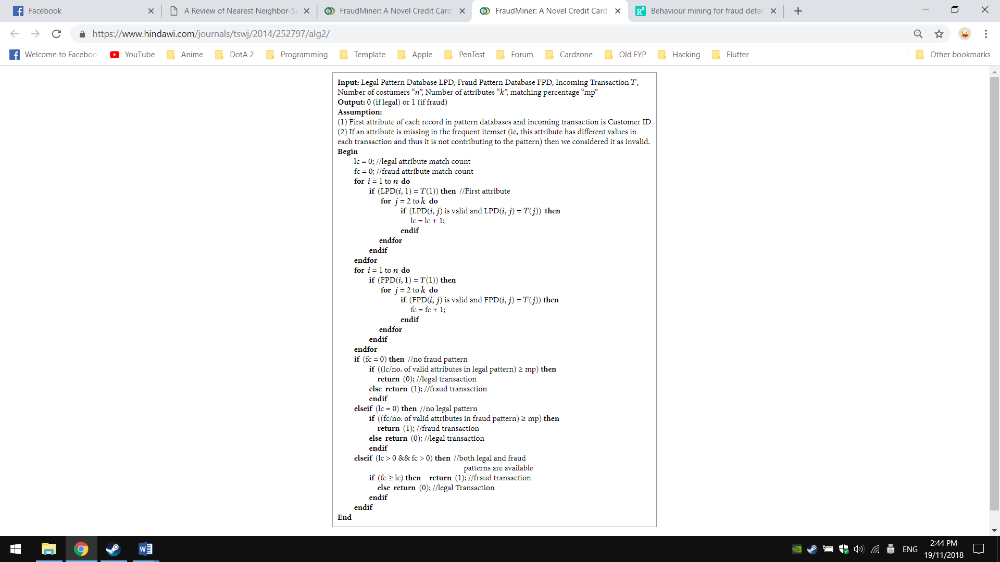 Facebook
A Review of Nearest Neighbor-Su
FraudMiner: A Novel Credit Card
FraudMiner: A Novel Credit Card
Behaviour mining for fraud detec
https://www.hindawi.com/journals/tswj/2014/252797/alg2/
Welcome to Faceboo
YouTube
Anime
DotA 2
Programming
Template
Apple
PenTest
Forum
Cardzone
Old FYP
Hacking
Flutter
Other bookmarks
Input: Legal Pattern Database LPD, Fraud Pattern Database FPD, Incoming Transaction T,
Number of costumers “n”, Number of attributes “k”, matching percentage “mp”
Output: 0 (if legal) or 1 (if fraud)
Assumption:
(1) First attribute of each record in pattern databases and incoming transaction is Customer ID
(2) If an attribute is missing in the frequent itemset (ie, this attribute has different values in
each transaction and thus it is not contributing to the pattern) then we considered it as invalid.
Begin
lc = 0; //legal attribute match count
fc = 0; //fraud attribute match count
for i = 1 to n do
if (LPD(i, 1) = T(1)) then //First attribute
for j = 2 to k do
if (LPD(i, j) is valid and LPD(i, j) = T(j)) then
lc = lc + 1;
endif
endfor
endif
endfor
for i = 1 to n do
if (FPD(i, 1) = T(1)) then
for j = 2 to k do
if (FPD(i, j) is valid and FPD(i, j) = T(j)) then
fc = fc + 1;
endif
endfor
endif
endfor
if (fc = 0) then //no fraud pattern
if ((lc/no. of valid attributes in legal pattern) ≥ mp) then
return (0); //legal transaction
else return (1); //fraud transaction
endif
elseif (lc = 0) then //no legal pattern
if ((fc/no. of valid attributes in fraud pattern) ≥ mp) then
return (1); //fraud transaction
else return (0); //legal transaction
endif
elseif (lc > 0 && fc > 0) then //both legal and fraud
patterns are available
if (fc ≥ lc) then return (1); //fraud transaction
else return (0); //legal Transaction
endif
endif
End
ENG
2:44 PM
19/11/2018